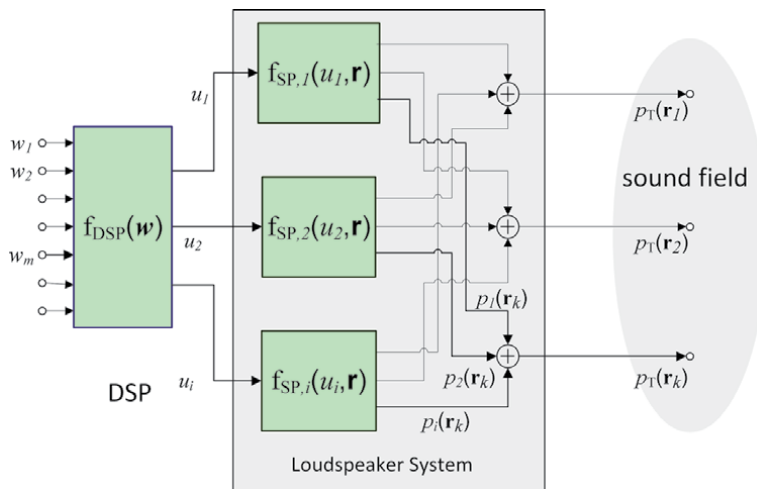 w1
w2
wm
fDSP(w)
DSP
u1
u2
ui
fSP,1(u1,r)
fSP,2(u2,r)
fSP,i(ui,r)
+
+
+
p1(rk)
p2(rk)
pi(rk)
Loudspeaker System
pT(r1)
sound field
pT(r2)
pT(rk)